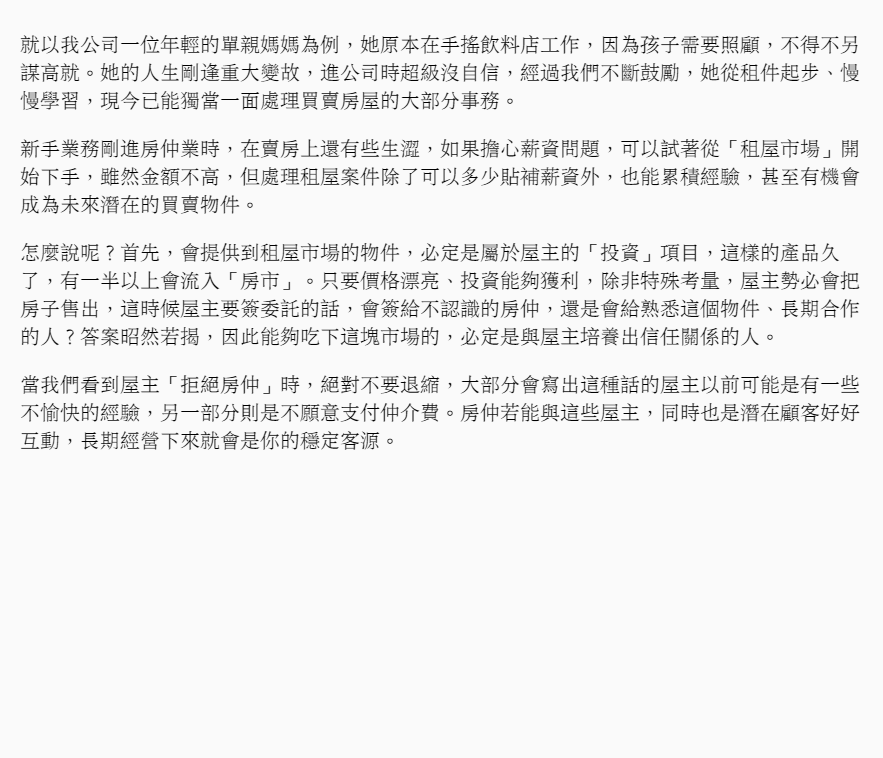 就以我公司一位年輕的單親媽媽為例，她原本在手搖飲料店工作，因為孩子需要照顧，不得不另
謀高就。她的人生剛逢重大變故，進公司時超級沒自信，經過我們不斷鼓勵，她從租件起步、慢
慢學習，現今已能獨當一面處理買賣房屋的大部分事務。
新手業務剛進房仲業時，在賣房上還有些生澀，如果擔心薪資問題，可以試著從「租屋市場」開
始下手，雖然金額不高，但處理租屋案件除了可以多少貼補薪資外，也能累積經驗，甚至有機會
成為未來潛在的買賣物件。
怎麼說呢？首先，會提供到租屋市場的物件，必定是屬於屋主的「投資」項目，這樣的產品久
了，有一半以上會流入「房市」。只要價格漂亮、投資能夠獲利，除非特殊考量，屋主勢必會把
房子售出，這時候屋主要簽委託的話，會簽給不認識的房仲，還是會給熟悉這個物件、長期合作
的人？答案昭然若揭，因此能夠吃下這塊市場的，必定是與屋主培養出信任關係的人。
當我們看到屋主「拒絕房仲」時，絕對不要退縮，大部分會寫出這種話的屋主以前可能是有一些
不愉快的經驗，另一部分則是不願意支付仲介費。房仲若能與這些屋主，同時也是潛在顧客好好
互動，長期經營下來就會是你的穩定客源。